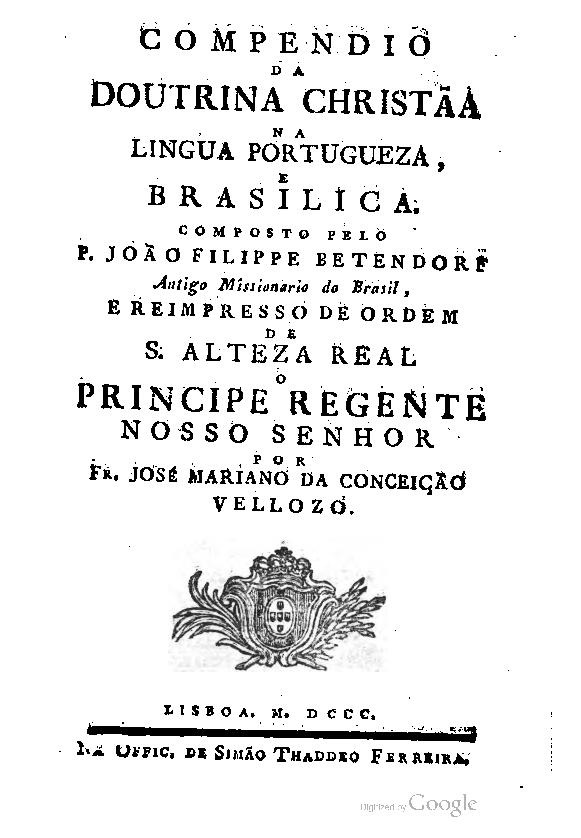 COMPENDIO
DA
DOUTRINA CHRISTÃA
NA
LINGUA PORTUGUEZA,
E
BRASILICA.
COMPOSTO PELO
P. JOÃO FILIPPE BETENDORF
Antigo Missionario do Brasil,
E REIMPRESSO DE ORDEM
DE
S. ALTEZA REAL
O
PRINCIPE REGENTE
NOSSO SENHOR
POR
FR. JOSÉ MARIANO DA CONCEIÇÃO
VELLOZO.
LISBOA. M. DCCC.
NA OFFIC. DE SIMÃO THADDEO FERREIRA.
Digitized by Google